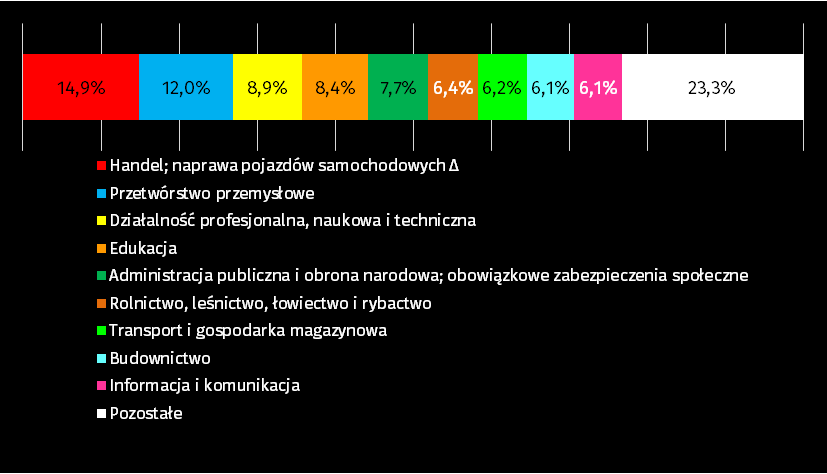 14,9% 12,0% 8,9% 8,4% 7,7% 6,4% 6,2% 6,1% 6,1% 23,3%
Handel; naprawa pojazdów samochodowych Δ
Przetwórstwo przemysłowe
Działalność profesjonalna, naukowa i techniczna
Edukacja
Administracja publiczna i obrona narodowa; obowiązkowe zabezpieczenia społeczne
Rolnictwo, leśnictwo, łowiectwo i rybactwo
Transport i gospodarka magazynowa
Budownictwo
Informacja i komunikacja
Pozostałe